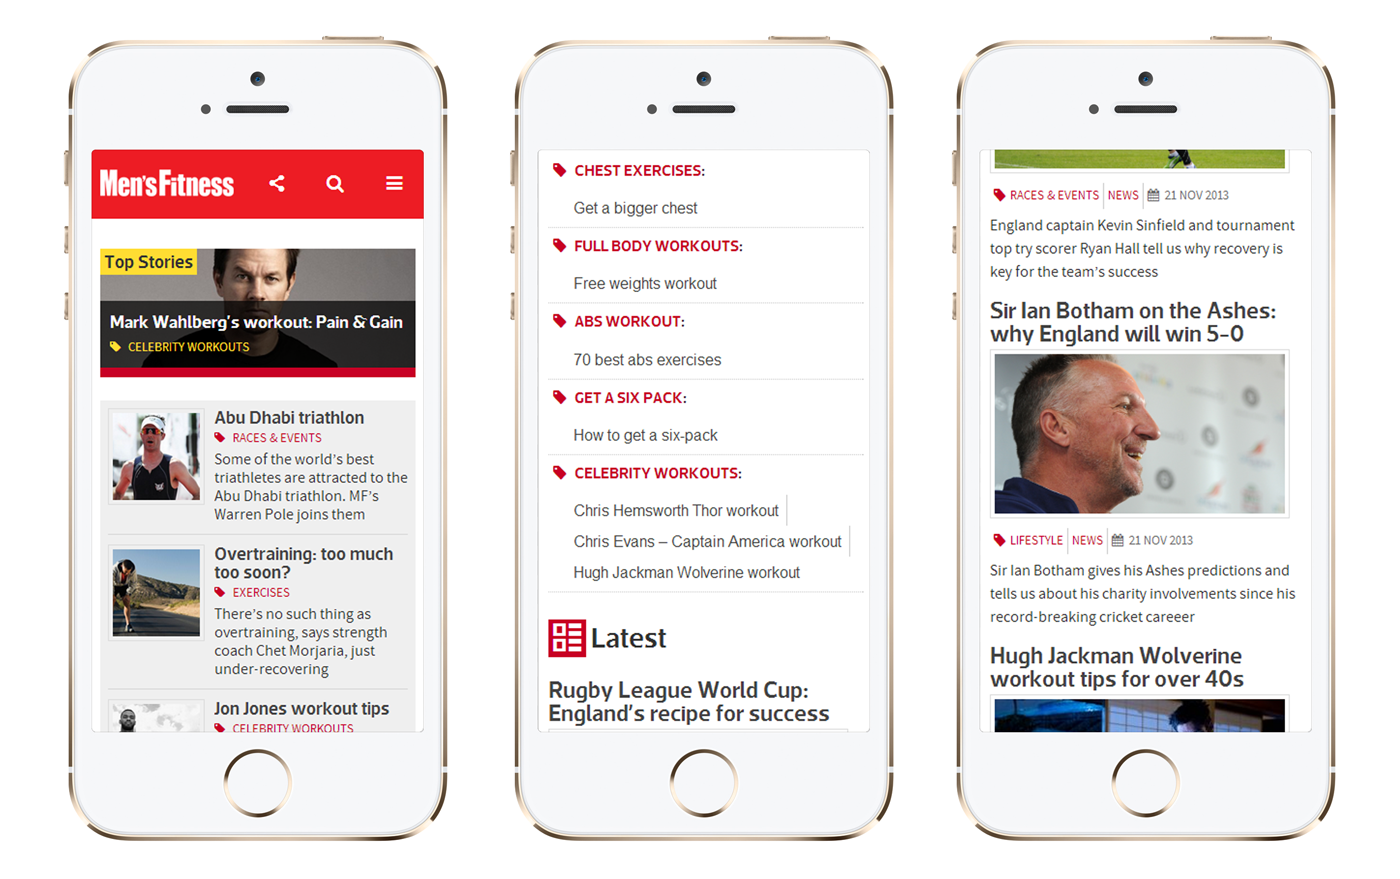 Men's Fitness
Top Stories
Mark Wahlberg's workout: Pain & Gain
CELEBRITY WORKOUTS
Abu Dhabi triathlon
RACES & EVENTS
Some of the world's best
triathletes are attracted to the
Abu Dhabi triathlon. MF's
Warren Pole joins them
Overtraining: too much
too soon?
EXERCISES
There's no such thing as
overtraining, says strength
coach Chet Morjaria, just
under-recovering
Jon Jones workout tips
CELEBRITY WORKOUTS
CHEST EXERCISES:
Get a bigger chest
FULL BODY WORKOUTS:
Free weights workout
ABS WORKOUT:
70 best abs exercises
GET A SIX PACK:
How to get a six-pack
CELEBRITY WORKOUTS:
Chris Hemsworth Thor workout
Chris Evans – Captain America workout
Hugh Jackman Wolverine workout
Latest
Rugby League World Cup:
England's recipe for success
RACES & EVENTS NEWS 21 NOV 2013
England captain Kevin Sinfield and tournament
top try scorer Ryan Hall tell us why recovery is
key for the team's success
Sir Ian Botham on the Ashes:
why England will win 5-0
LIFESTYLE NEWS 21 NOV 2013
Sir Ian Botham gives his Ashes predictions and
tells us about his charity involvements since his
record-breaking cricket careeer
Hugh Jackman Wolverine
workout tips for over 40s